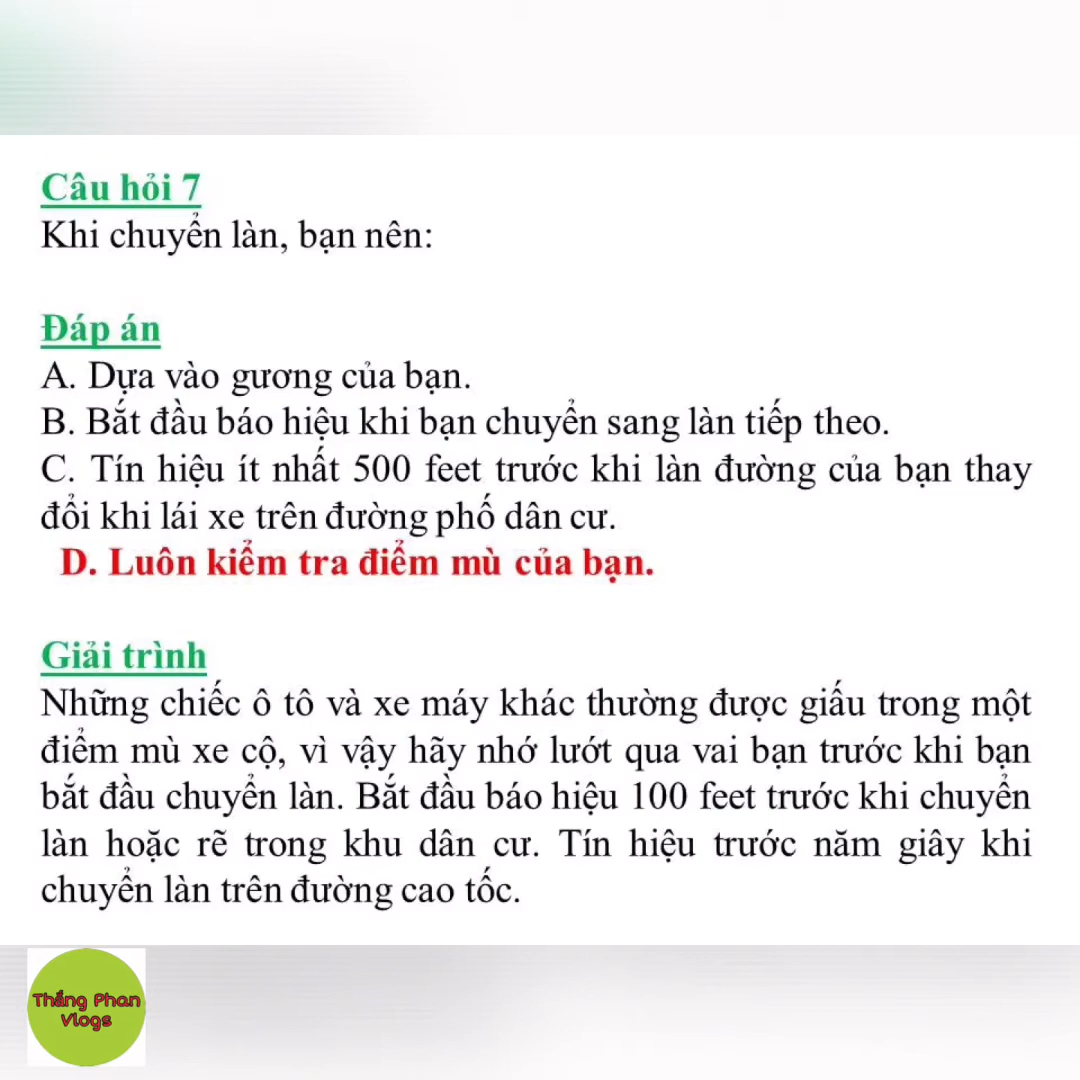 Câu hỏi 7
Khi chuyển làn, bạn nên:
Đáp án
A. Dựa vào gương của bạn.
B. Bắt đầu báo hiệu khi bạn chuyển sang làn tiếp theo.
C. Tín hiệu ít nhất 500 feet trước khi làn đường của bạn thay
đổi khi lái xe trên đường phố dân cư.
D. Luôn kiểm tra điểm mù của bạn.
Giải trình
Những chiếc ô tô và xe máy khác thường được giấu trong một
điểm mù xe cộ, vì vậy hãy nhớ lướt qua vai bạn trước khi bạn
bắt đầu chuyển làn. Bắt đầu báo hiệu 100 feet trước khi chuyển
làn hoặc rẽ trong khu dân cư. Tín hiệu trước năm giây khi
chuyển làn trên đường cao tốc.
Thắng Phan
Vlogs